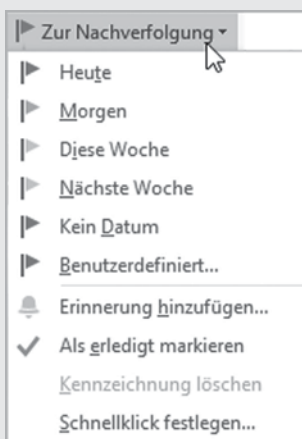 Zur Nachverfolgung
Heute
Morgen
Diese Woche
Nächste Woche
Kein Datum
Benutzerdefiniert...
Erinnerung hinzufügen...
Als erledigt markieren
Kennzeichnung löschen
Schnellklick festlegen...